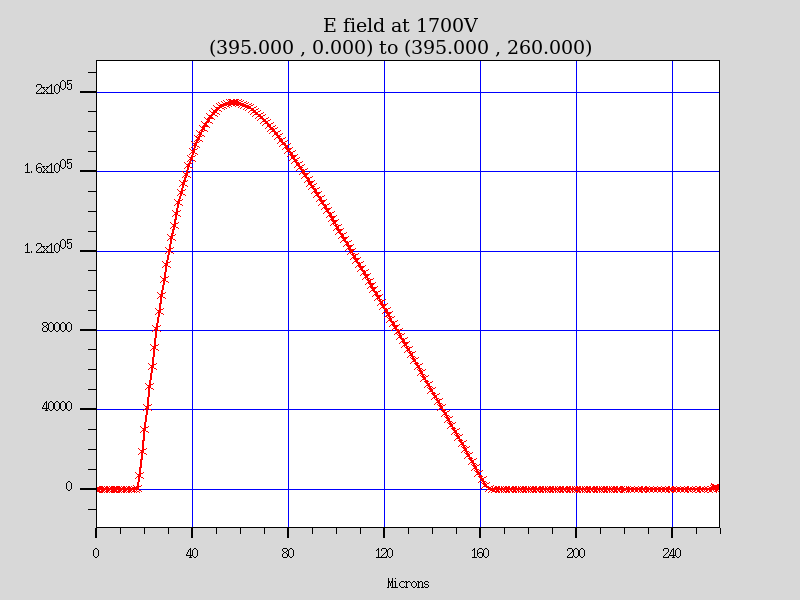 E field at 1700V
(395.000 , 0.000) to (395.000 , 260.000)
2x10^05
1.6x10^05
1.2x10^05
80000
40000
0
0 40 80 120 160 200 240
Microns